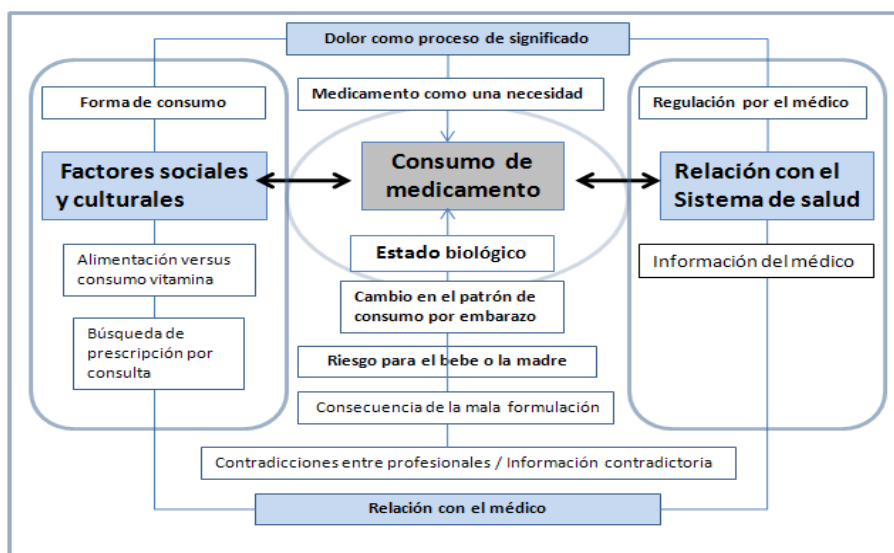 Dolor como proceso de significado
Forma de consumo
Medicamento como una necesidad
Regulación por el médico
Factores sociales
y culturales
Consumo de
medicamento
Relación con el
Sistema de salud
Estado biológico
Alimentación versus
consumo vitamina
Información del médico
Cambio en el patrón de
consumo por embarazo
Búsqueda de
prescripción por
consulta
Riesgo para el bebe o la madre
Consecuencia de la mala formulación
Contradicciones entre profesionales / Información contradictoria
Relación con el médico